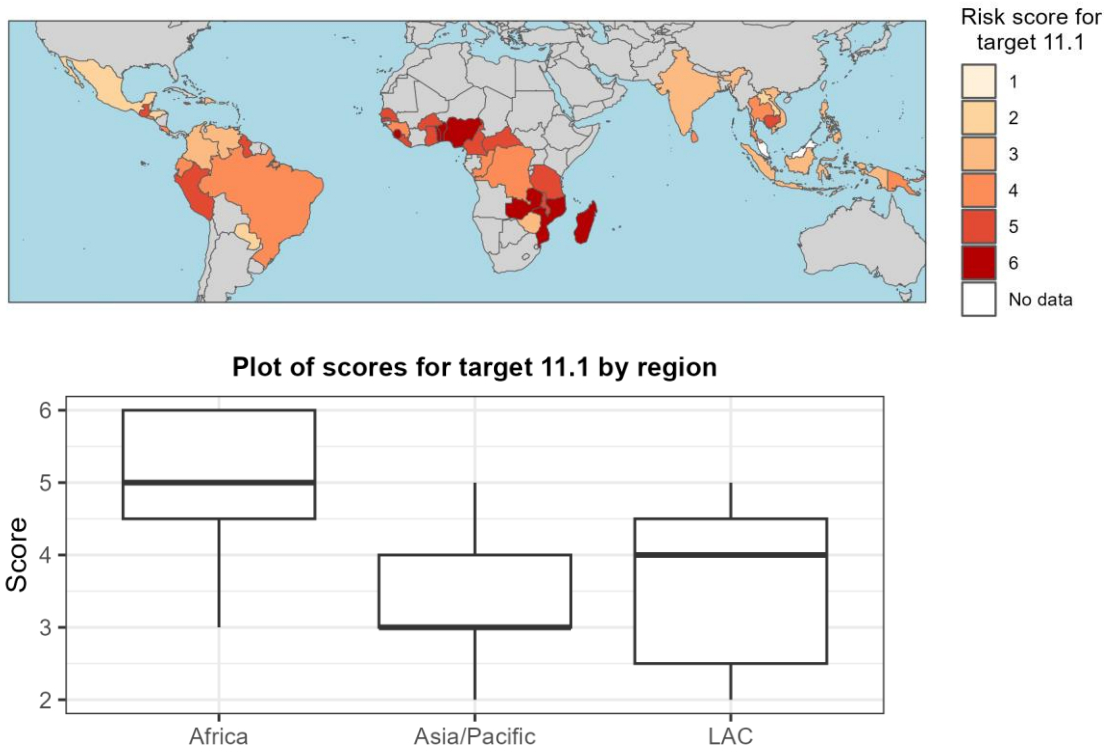 Risk score for
target 11.1
1
2
3
4
5
6
No data
Plot of scores for target 11.1 by region
Score
6
5
4
3
2
Africa
Asia/Pacific
LAC